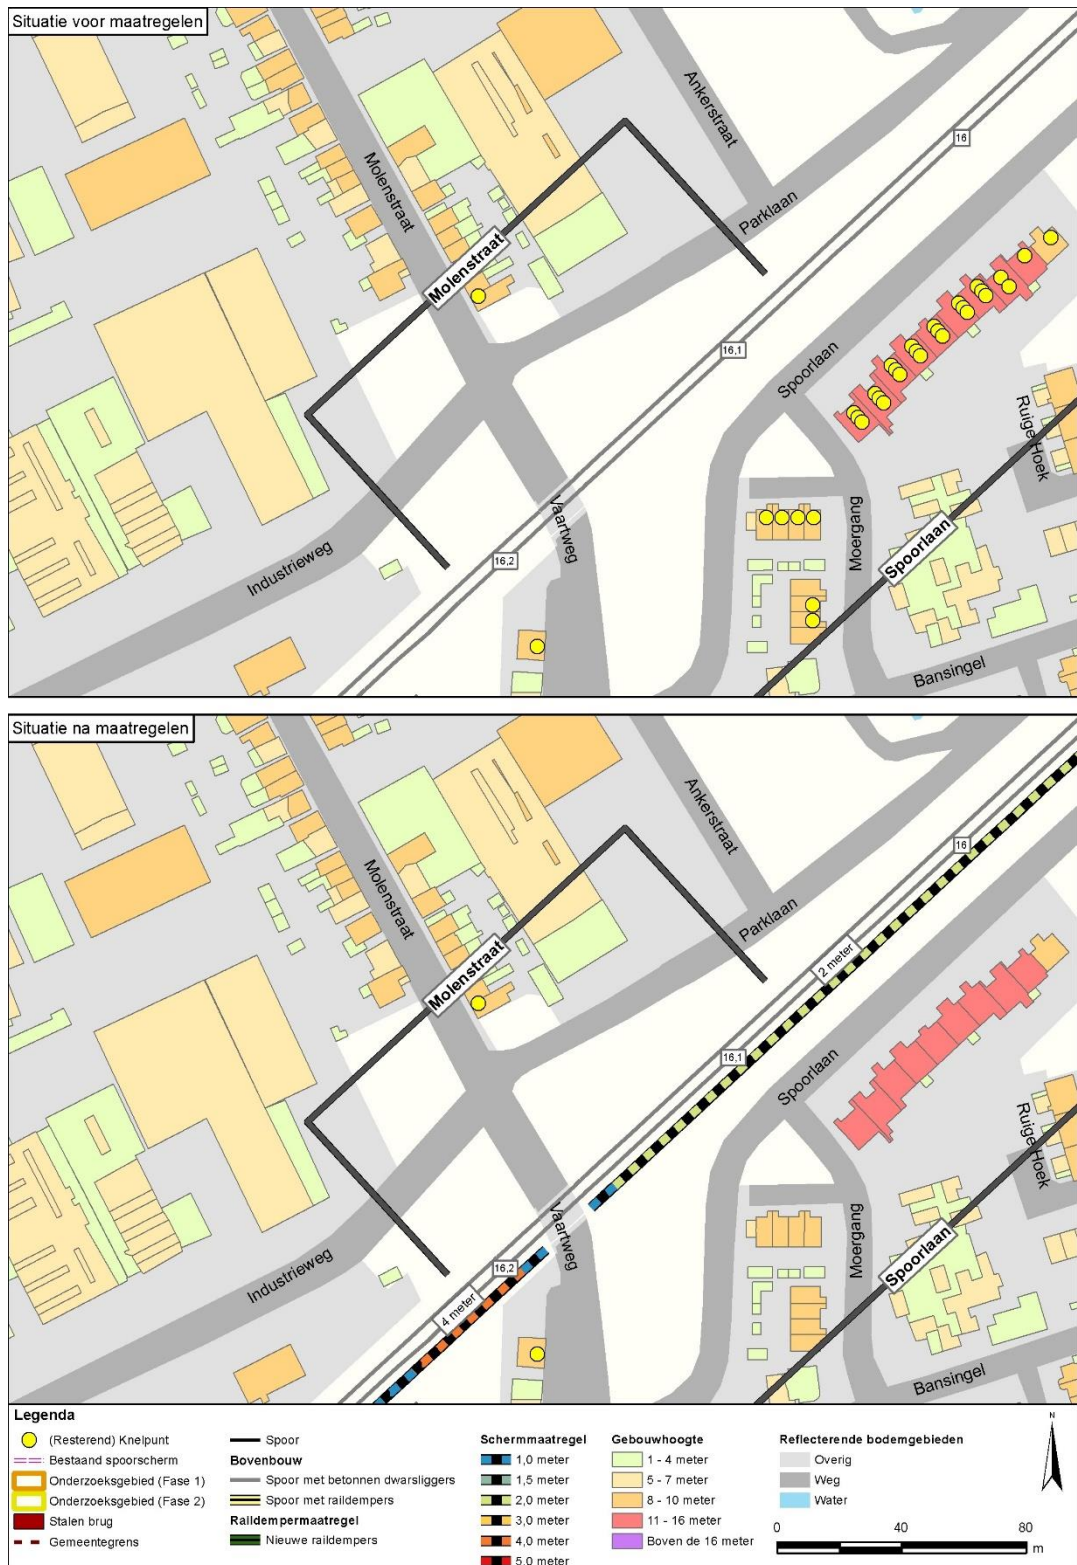 Situatie voor maatregelen
Ankerstraat
16
Molenstraat
Parklaan
Molenstraat
16,1
Spoorlaan
Ruige Hoek
Vaartweg
Moergang
Spoorlaan
Industrieweg
16,2
Bansingel
Situatie na maatregelen
Ankerstraat
16
Molenstraat
Parklaan
2 meter
Molenstraat
16,1
Spoorlaan
Ruige Hoek
Vaartweg
Moergang
Spoorlaan
Industrieweg
16,2
4 meter
Bansingel
Legenda
(Resterend) Knelpunt
Bestaand spoorscherm
Onderzoeksgebied (Fase 1)
Onderzoeksgebied (Fase 2)
Stalen brug
Gemeentegrens
Spoor
Bovenbouw
Spoor met betonnen dwarsliggers
Spoor met raildempers
Raildempermaatregel
Nieuwe raildempers
Schermmaatregel
1,0 meter
1,5 meter
2,0 meter
3,0 meter
4,0 meter
5,0 meter
Gebouwhoogte
1 - 4 meter
5 - 7 meter
8 - 10 meter
11 - 16 meter
Boven de 16 meter
Reflecterende bodemgebieden
Overig
Weg
Water
N
0 40 80
m